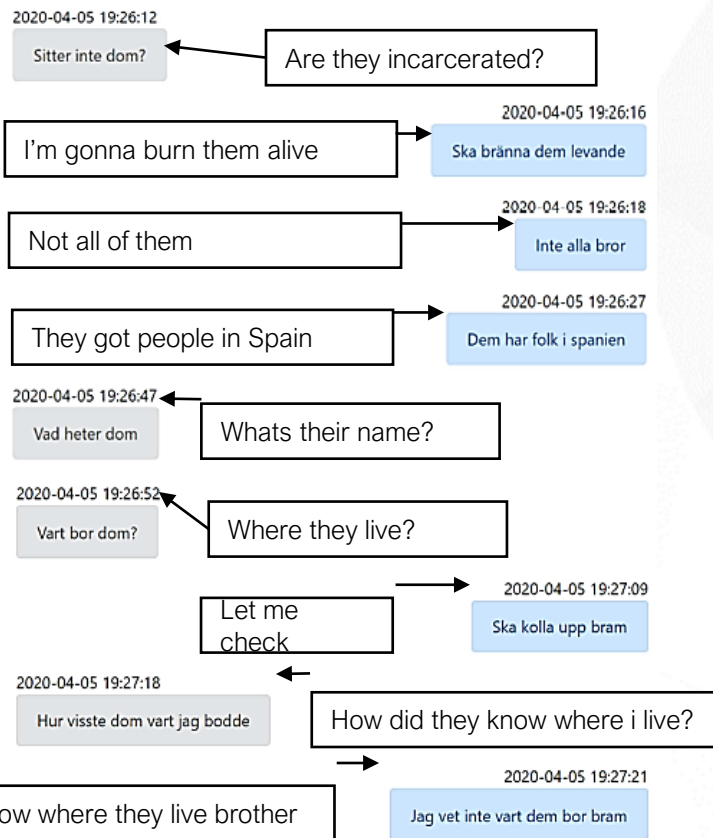 2020-04-05 19:26:12
Sitter inte dom?
Are they incarcerated?
2020-04-05 19:26:16
I'm gonna burn them alive
Ska bränna dem levande
2020-04-05 19:26:18
Not all of them
Inte alla bror
2020-04-05 19:26:27
They got people in Spain
Dem har folk i spanien
2020-04-05 19:26:47
Vad heter dom
Whats their name?
2020-04-05 19:26:52
Vart bor dom?
Where they live?
2020-04-05 19:27:09
Let me
check
Ska kolla upp bram
2020-04-05 19:27:18
Hur visste dom vart jag bodde
How did they know where i live?
2020-04-05 19:27:21
where they live brother
Jag vet inte vart dem bor bram